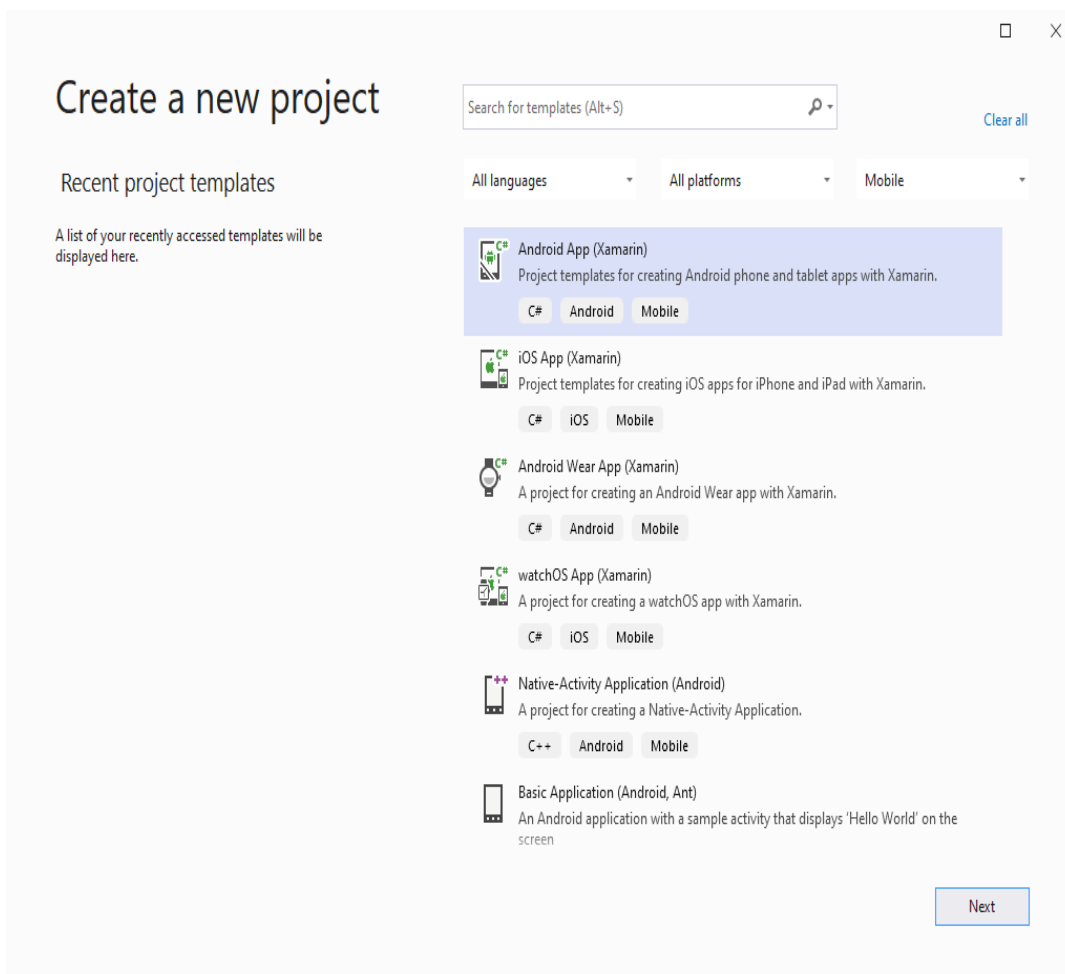 Create a new project
Search for templates (Alt+S)
Clear all
Recent project templates
All languages
All platforms
Mobile
A list of your recently accessed templates will be
displayed here.
C#
Android App (Xamarin)
Project templates for creating Android phone and tablet apps with Xamarin.
C# Android Mobile
C#
iOS App (Xamarin)
Project templates for creating iOS apps for iPhone and iPad with Xamarin.
C# iOS Mobile
C#
Android Wear App (Xamarin)
A project for creating an Android Wear app with Xamarin.
C# Android Mobile
C#
watchOS App (Xamarin)
A project for creating a watchOS app with Xamarin.
C# iOS Mobile
++
Native-Activity Application (Android)
A project for creating a Native-Activity Application.
C++ Android Mobile
Basic Application (Android, Ant)
An Android application with a sample activity that displays 'Hello World' on the
screen
Next